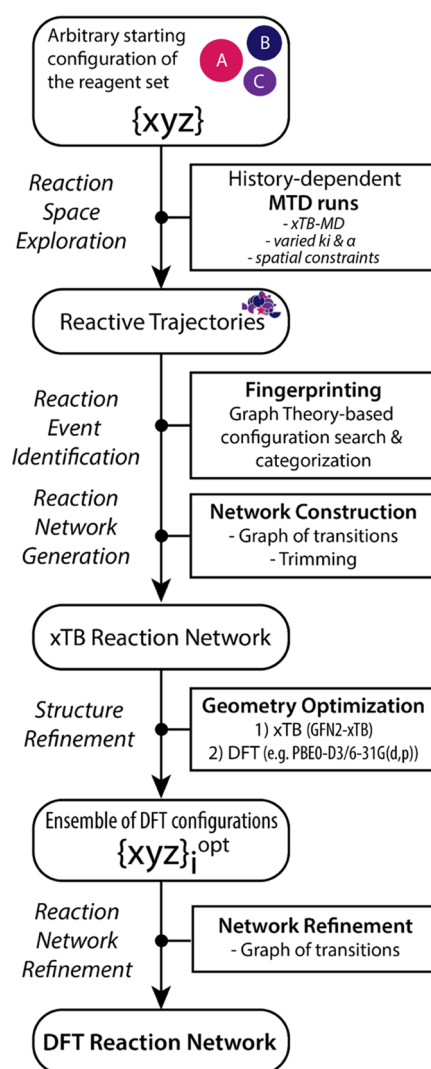 Arbitrary starting
configuration of
the reagent set
A
B
C
{xyz}
Reaction
Space
Exploration
History-dependent
MTD runs
- xTB-MD
- varied ki & α
- spatial constraints
Reactive Trajectories
Reaction
Event
Identification
Fingerprinting
Graph Theory-based
configuration search &
categorization
Reaction
Network
Generation
Network Construction
- Graph of transitions
- Trimming
xTB Reaction Network
Structure
Refinement
Geometry Optimization
1) xTB (GFN2-xTB)
2) DFT (e.g. PBE0-D3/6-31G(d,p))
Ensemble of DFT configurations
{xyz}i opt
Reaction
Network
Refinement
Network Refinement
- Graph of transitions
DFT Reaction Network